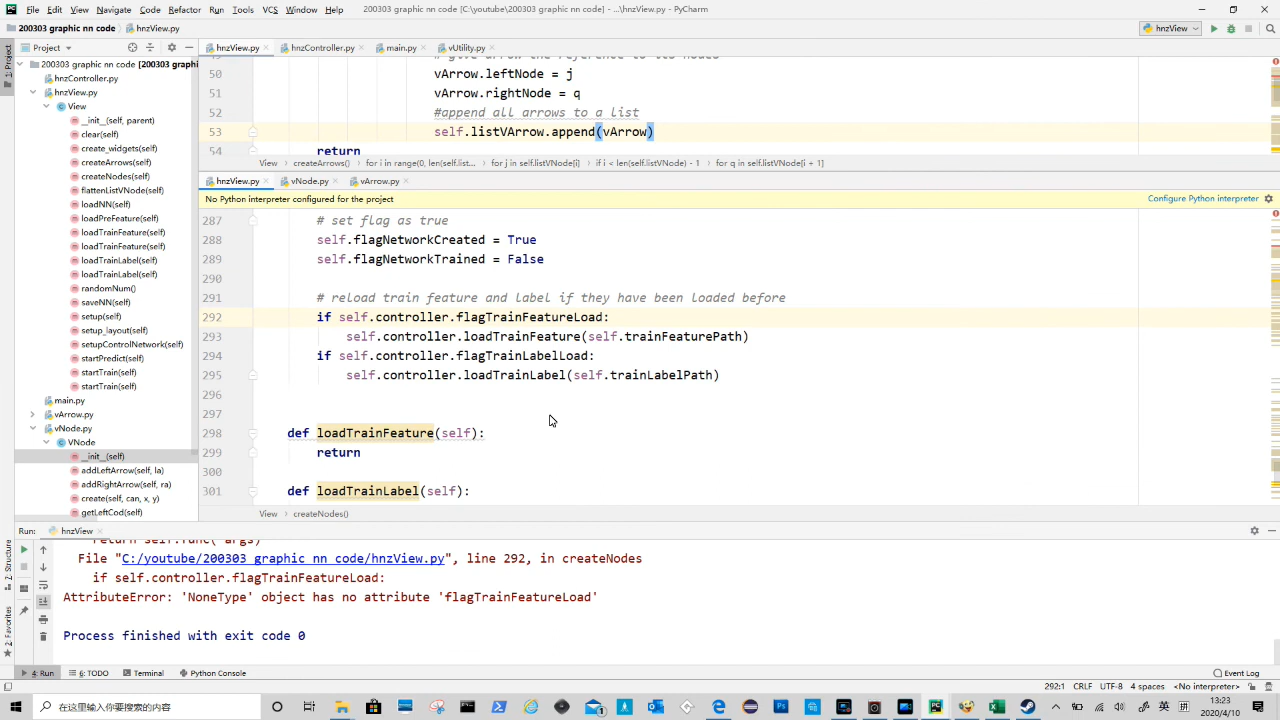 File Edit View Navigate Code Refactor Run Tools VCS Window Help 200303 graphic nn code [C:\youtube\200303 graphic nn code] - ...\hnzView.py - PyCharm
200303 graphic nn code hnzView.py hnzView
Project hnzView.py hnzController.py main.py vUtility.py
1: Project
200303 graphic nn code [200303 graph
hnzController.py
hnzView.py
View
__init__(self, parent)
clear(self)
create_widgets(self)
createArrows(self)
createNodes(self)
flattenListVNode(self)
loadNN(self)
loadPreFeature(self)
loadTrainFeature(self)
loadTrainFeature(self)
loadTrainLabel(self)
loadTrainLabel(self)
randomNum()
saveNN(self)
setup(self)
setup_layout(self)
setupControlNetwork(self)
startPredict(self)
startTrain(self)
startTrain(self)
main.py
vArrow.py
vNode.py
VNode
__init__(self)
addLeftArrow(self, la)
addRightArrow(self, ra)
create(self, can, x, y)
getLeftCod(self)
50 vArrow.leftNode = j
51 vArrow.rightNode = q
52 #append all arrows to a list
53 self.listVArrow.append(vArrow)
54 return
View createArrows() for i in range(0, len(self.list... for j in self.listVNode[i] if i < len(self.listVNode) - 1 for q in self.listVNode[i + 1]
hnzView.py vNode.py vArrow.py
No Python interpreter configured for the project Configure Python interpreter
287 # set flag as true
288 self.flagNetworkCreated = True
289 self.flagNetworkTrained = False
290
291 # reload train feature and label if they have been loaded before
292 if self.controller.flagTrainFeatureLoad:
293 self.controller.loadTrainFeature(self.trainFeaturePath)
294 if self.controller.flagTrainLabelLoad:
295 self.controller.loadTrainLabel(self.trainLabelPath)
296
297
298 def loadTrainFeature(self):
299 return
300
301 def loadTrainLabel(self):
View createNodes()
Run: hnzView
return self.func(*args)
File "C:/youtube/200303 graphic nn code/hnzView.py", line 292, in createNodes
if self.controller.flagTrainFeatureLoad:
AttributeError: 'NoneType' object has no attribute 'flagTrainFeatureLoad'
Process finished with exit code 0
7: Structure
2: Favorites
4: Run 6: TODO Terminal Python Console Event Log
292:1 CRLF UTF-8 4 spaces <No interpreter>
在这里输入你要搜索的内容
英
13:23
2020/4/10